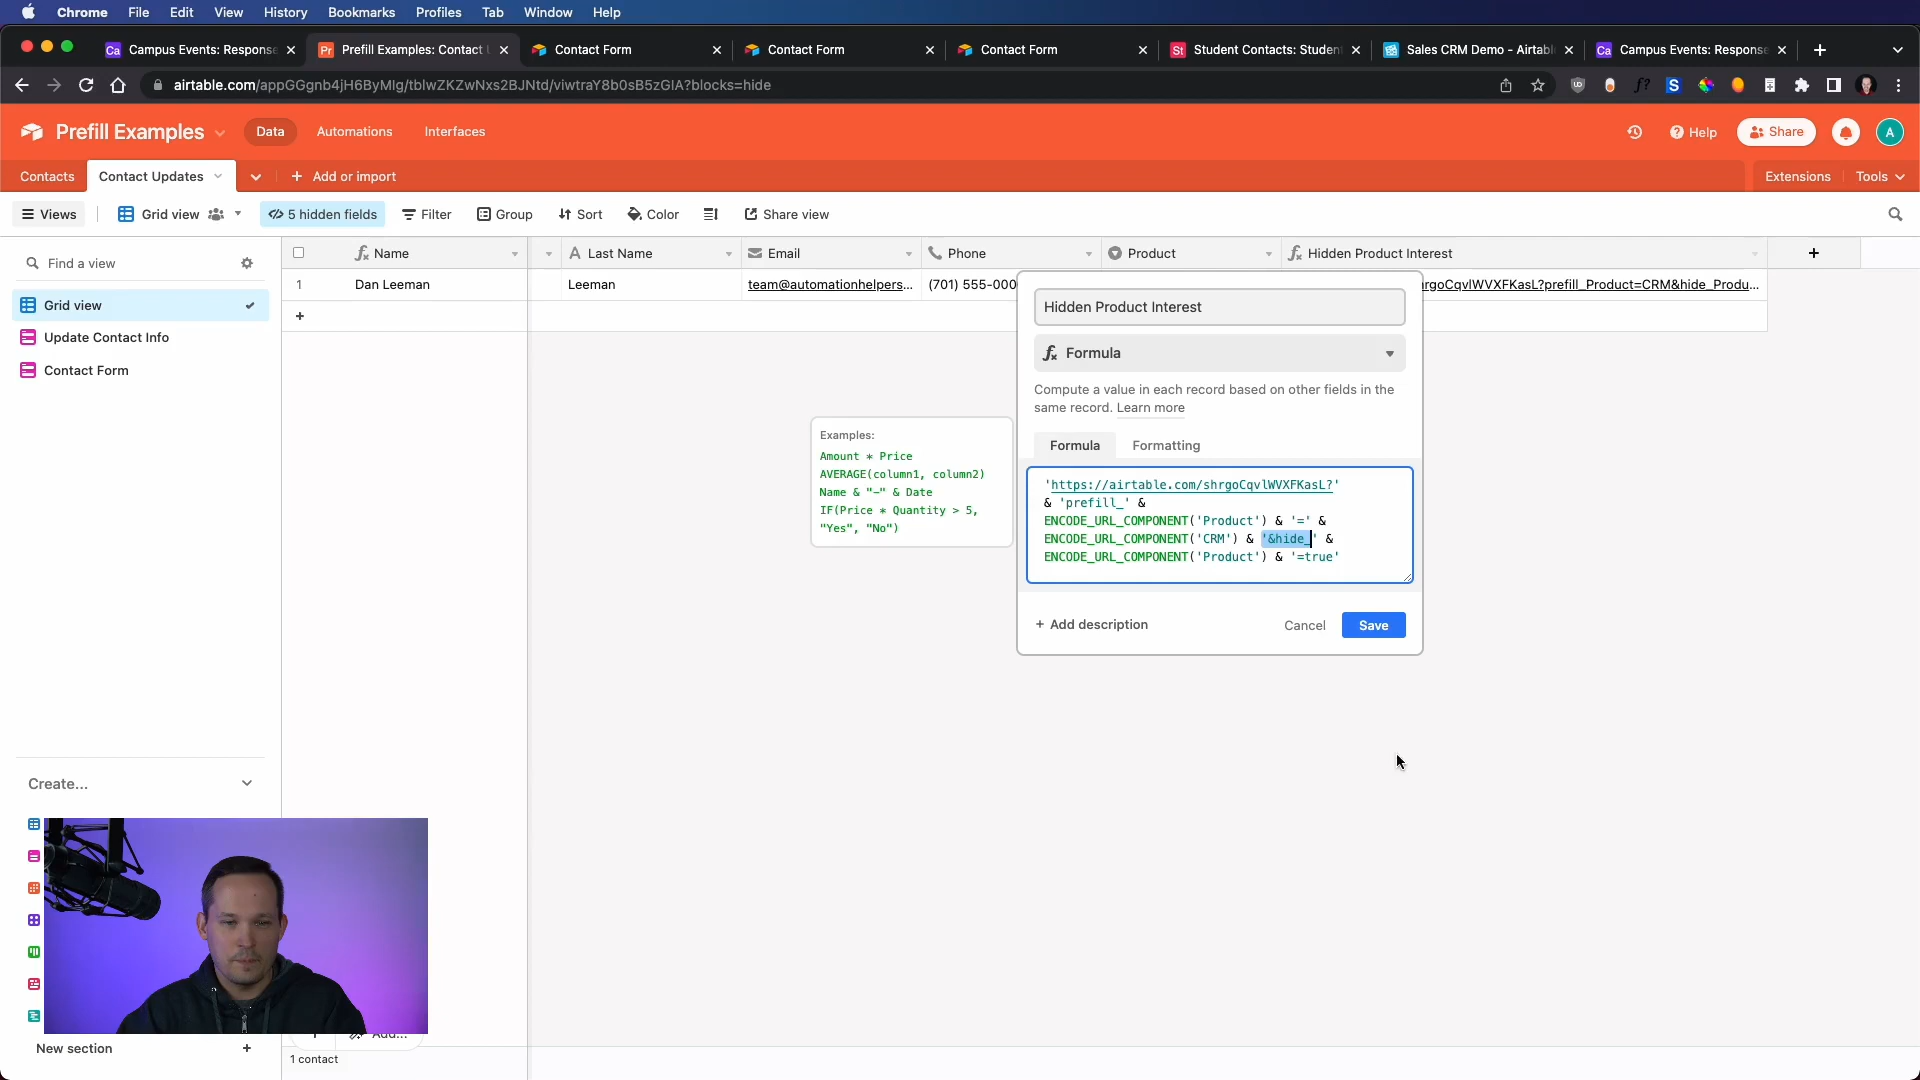 Chrome File Edit View History Bookmarks Profiles Tab Window Help
Campus Events: Response
Prefill Examples: Contact U
Contact Form
Contact Form
Contact Form
Student Contacts: Student
Sales CRM Demo - Airtable
Campus Events: Response
airtable.com/appGGgnb4jH6ByMIg/tblwZKZwNxs2BJNtd/viwtraY8b0sB5zGIA?blocks=hide
Prefill Examples
Data
Automations
Interfaces
Help
Share
A
Contacts
Contact Updates
Add or import
Extensions
Tools
Views
Grid view
5 hidden fields
Filter
Group
Sort
Color
Share view
Find a view
Name
Last Name
Email
Phone
Product
Hidden Product Interest
1
Dan Leeman
Leeman
team@automationhelpers...
(701) 555-000
rgoCqvlWVXFKasL?prefill_Product=CRM&hide_Produ...
Grid view
Update Contact Info
Contact Form
Hidden Product Interest
Formula
Compute a value in each record based on other fields in the
same record. Learn more
Formula
Formatting
Examples:
Amount * Price
AVERAGE(column1, column2)
Name & "-" & Date
IF(Price * Quantity > 5,
"Yes", "No")
'https://airtable.com/shrgoCqvlWVXFKasL?'
& 'prefill_' &
ENCODE_URL_COMPONENT('Product') & '=' &
ENCODE_URL_COMPONENT('CRM') & '&hide_' &
ENCODE_URL_COMPONENT('Product') & '=true'
+ Add description
Cancel
Save
Create...
Add...
New section
1 contact